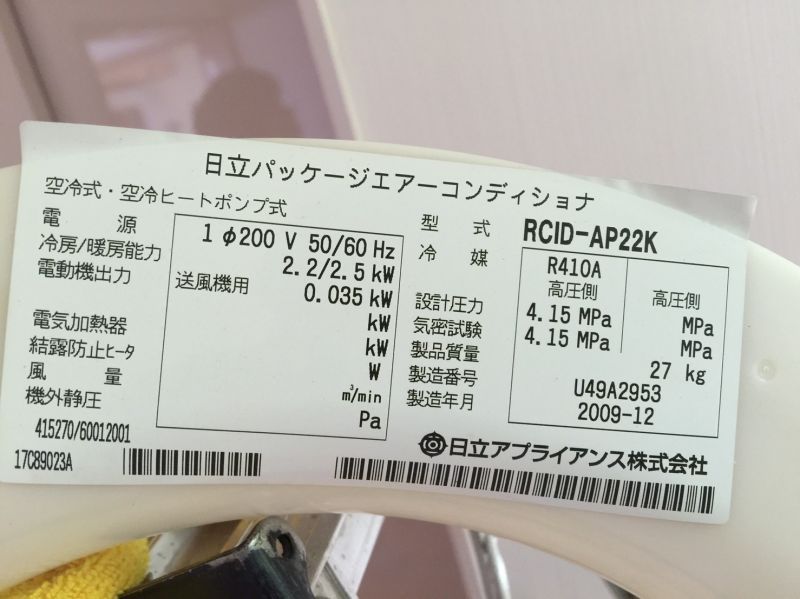 日立パッケージエアーコンディショナ
空冷式・空冷ヒートポンプ式
電源 1φ200 V 50/60 Hz
冷房/暖房能力 2.2/2.5 kW
電動機出力 送風機用 0.035 kW
電気加熱器 kW
結露防止ヒータ kW
風量 W
機外静圧 m³/min
Pa
415270/60012001
17C89023A
型式 RCID-AP22K
冷媒 R410A
高圧側 高圧側
設計圧力 4.15 MPa MPa
気密試験 4.15 MPa MPa
製品質量 27 kg
製造番号 U49A2953
製造年月 2009-12
日立アプライアンス株式会社